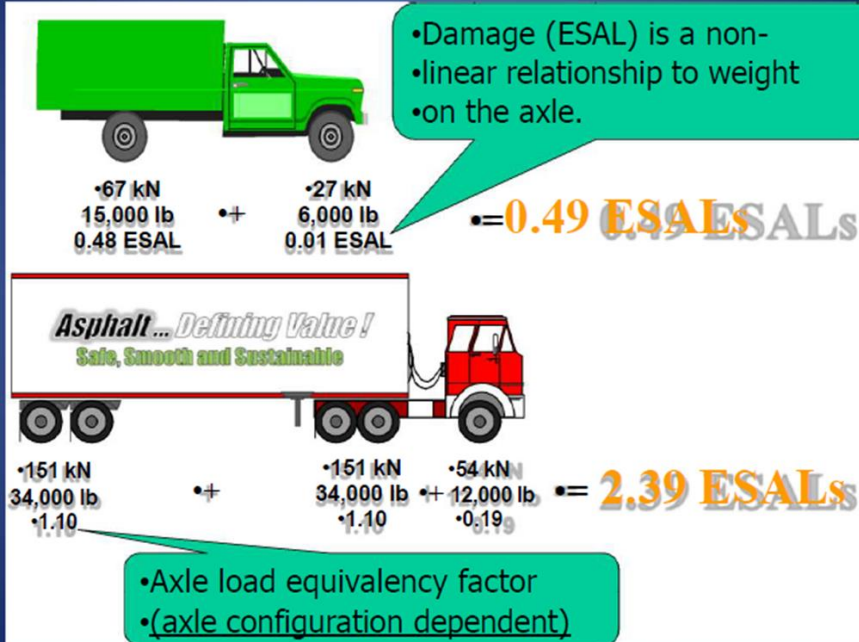 •Damage (ESAL) is a non-
•linear relationship to weight
•on the axle.
•67 kN
15,000 lb
0.48 ESAL
•+
•27 kN
6,000 lb
0.01 ESAL
•=0.49 ESALs
Asphalt... Defining Value !
Safe, Smooth and Sustainable
•151 kN
34,000 lb
•1.10
•+
•151 kN
34,000 lb
•1.10
•+
•54 kN
12,000 lb
•0.19
•= 2.39 ESALs
•Axle load equivalency factor
•(axle configuration dependent)